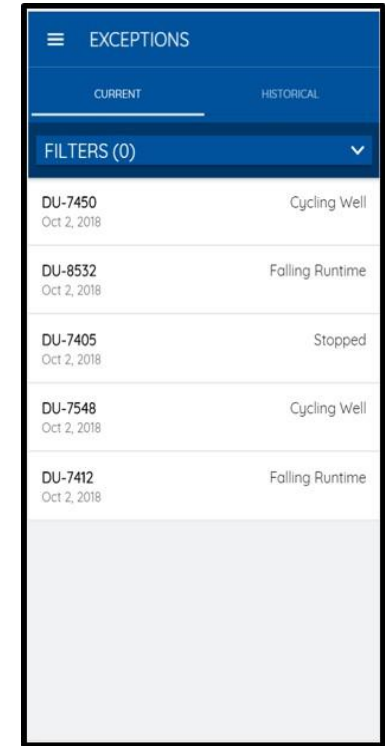 EXCEPTIONS
CURRENT HISTORICAL
FILTERS (0)
DU-7450 Cycling Well
Oct 2, 2018
DU-8532 Falling Runtime
Oct 2, 2018
DU-7405 Stopped
Oct 2, 2018
DU-7548 Cycling Well
Oct 2, 2018
DU-7412 Falling Runtime
Oct 2, 2018